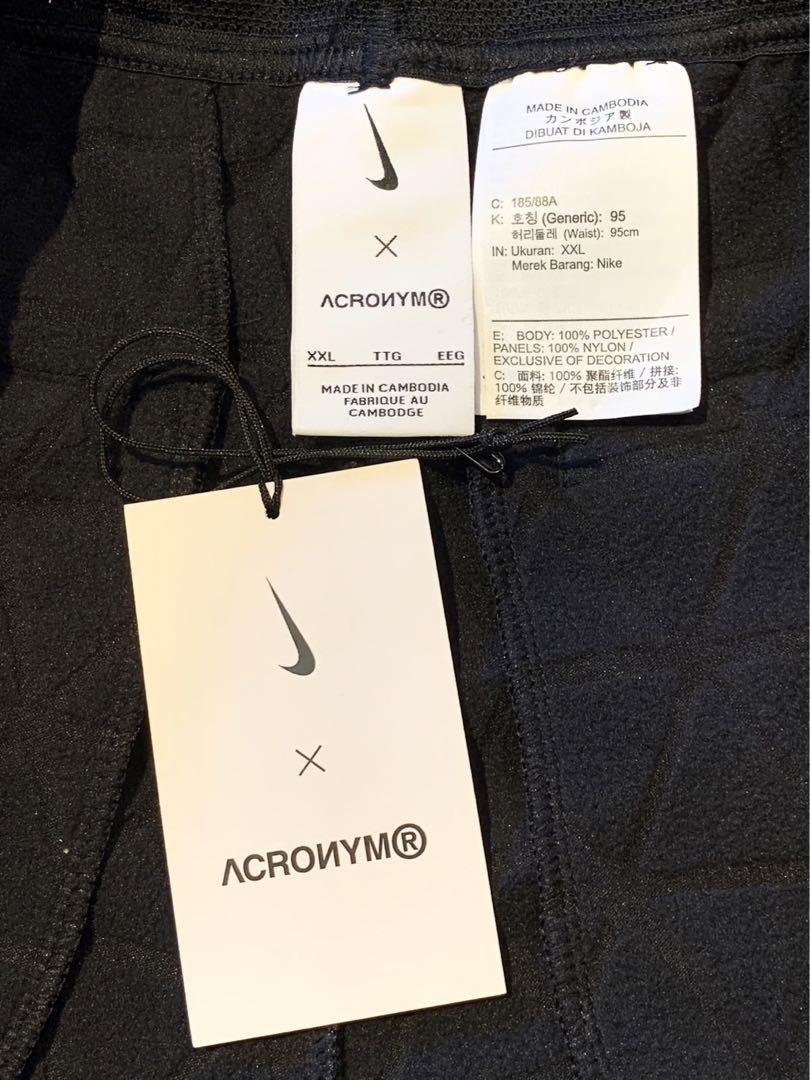 ×
ΛCROИYM®
XXL TTG EEG
MADE IN CAMBODIA
FABRIQUE AU
CAMBODGE
MADE IN CAMBODIA
カンボジア製
DIBUAT DI KAMBOJA
C: 185/88A
K: 호칭 (Generic): 95
허리둘레 (Waist): 95cm
IN: Ukuran: XXL
Merek Barang: Nike
E: BODY: 100% POLYESTER /
PANELS: 100% NYLON /
EXCLUSIVE OF DECORATION
C: 面料: 100% 聚酯纤维 / 拼接:
100% 锦纶 / 不包括装饰部分及非
纤维物质
×
ΛCROИYM®